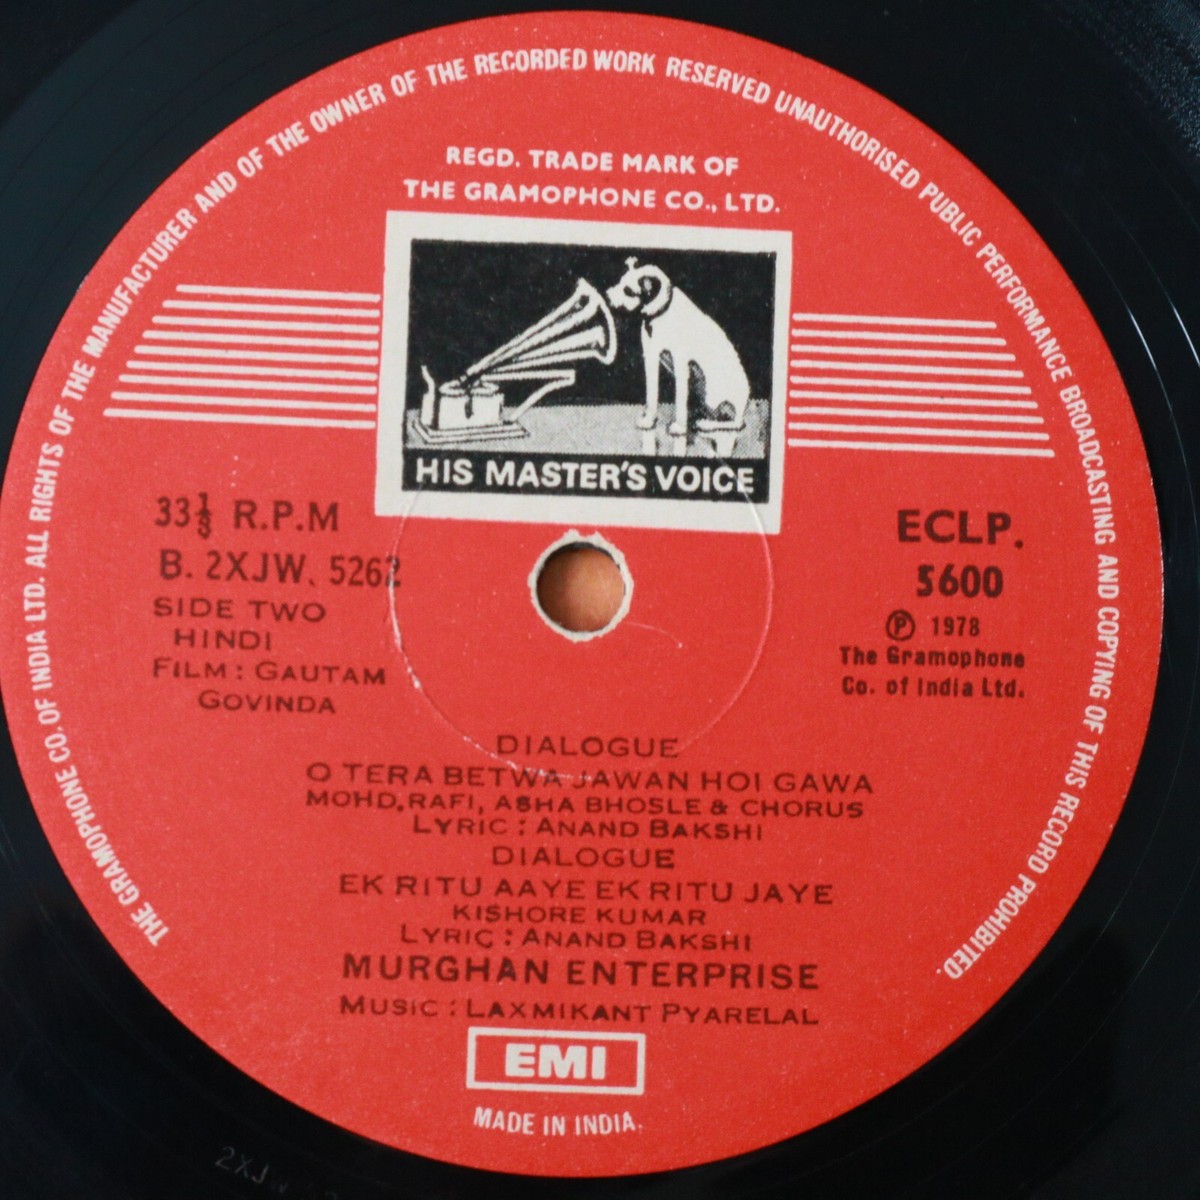 THE GRAMOPHONE CO. OF INDIA LTD. ALL RIGHTS OF THE MANUFACTURER AND OF THE OWNER OF THE RECORDED WORK RESERVED UNAUTHORISED PUBLIC PERFORMANCE BROADCASTING AND COPYING OF THIS RECORD PROHIBITED.
REGD. TRADE MARK OF
THE GRAMOPHONE CO., LTD.
HIS MASTER'S VOICE
33⅓ R.P.M
B. 2XJW. 5262
SIDE TWO
HINDI
FILM : GAUTAM
GOVINDA
ECLP.
5600
Ⓟ 1978
The Gramophone
Co. of India Ltd.
DIALOGUE
O TERA BETWA JAWAN HOI GAWA
MOHD. RAFI, ASHA BHOSLE & CHORUS
LYRIC : ANAND BAKSHI
DIALOGUE
EK RITU AAYE EK RITU JAYE
KISHORE KUMAR
LYRIC : ANAND BAKSHI
MURGHAN ENTERPRISE
MUSIC : LAXMIKANT PYARELAL
EMI
MADE IN INDIA.